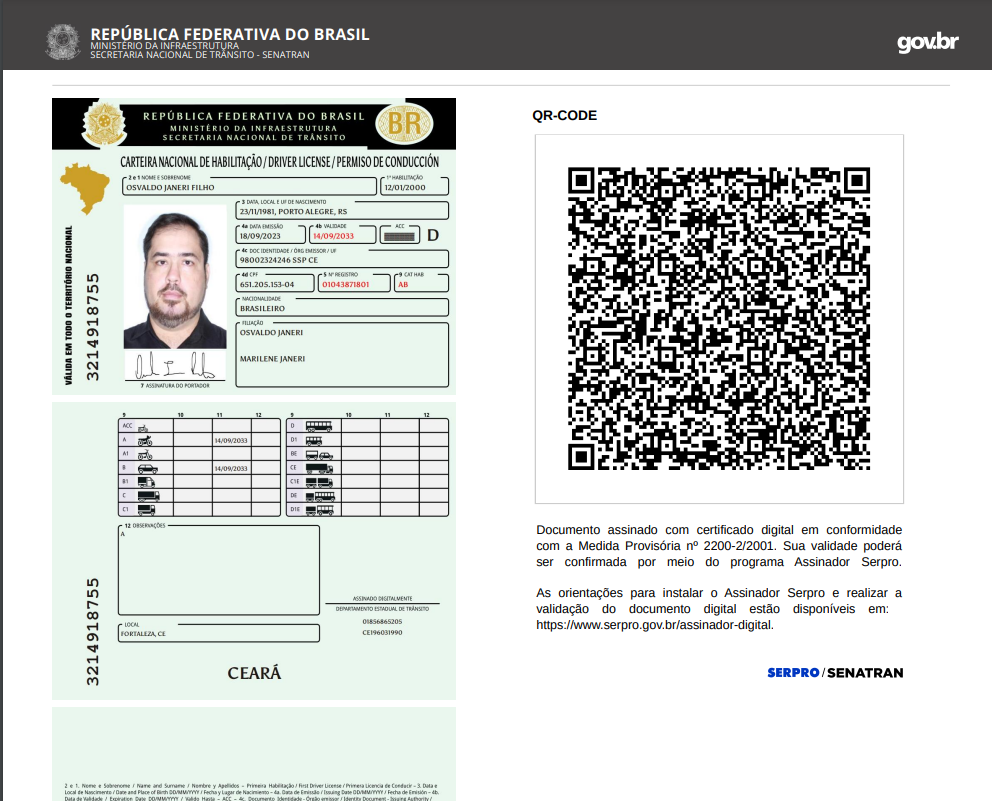 REPÚBLICA FEDERATIVA DO BRASIL
MINISTÉRIO DA INFRAESTRUTURA
SECRETARIA NACIONAL DE TRÂNSITO - SENATRAN
gov.br
REPÚBLICA FEDERATIVA DO BRASIL
MINISTÉRIO DA INFRAESTRUTURA
SECRETARIA NACIONAL DE TRÂNSITO
BR
CARTEIRA NACIONAL DE HABILITAÇÃO / DRIVER LICENSE / PERMISO DE CONDUCCIÓN
2 e 1 NOME E SOBRENOME
1ª HABILITAÇÃO
OSVALDO JANERI FILHO
12/01/2000
3 DATA, LOCAL E UF DE NASCIMENTO
23/11/1981, PORTO ALEGRE, RS
4a DATA EMISSÃO
4b VALIDADE
ACC
18/09/2023
14/09/2033
D
4c DOC IDENTIDADE / ÓRG EMISSOR / UF
98002324246 SSP CE
4d CPF
5 Nº REGISTRO
9 CAT HAB
651.205.153-04
01043871801
AB
NACIONALIDADE
BRASILEIRO
FILIAÇÃO
OSVALDO JANERI
MARILENE JANERI
7 ASSINATURA DO PORTADOR
VÁLIDA EM TODO O TERRITÓRIO NACIONAL
3214918755
9 10 11 12 9 10 11 12
ACC D
A 14/09/2033 D1
A1 BE
B 14/09/2033 CE
B1 C1E
C DE
C1 D1E
12 OBSERVAÇÕES
A
ASSINADO DIGITALMENTE
DEPARTAMENTO ESTADUAL DE TRÂNSITO
01856865205
CE196031990
LOCAL
FORTALEZA, CE
3214918755
CEARÁ
2 e 1. Nome e Sobrenome / Name and Surname / Nombre y Apellidos – Primeira Habilitação / First Driver License / Primera Licencia de Conducir – 3. Data e
Local de Nascimento / Date and Place of Birth DD/MM/YYYY / Fecha y Lugar de Nacimiento – 4a. Data de Emissão / Issuing Date DD/MM/YYYY / Fecha de Emisión – 4b.
Data de Validade / Expiration Date DD/MM/YYYY / Válido Hasta – ACC – 4c. Documento Identidade - Órgão emissor / Identity Document - Issuing Authority /
QR-CODE
Documento assinado com certificado digital em conformidade
com a Medida Provisória nº 2200-2/2001. Sua validade poderá
ser confirmada por meio do programa Assinador Serpro.
As orientações para instalar o Assinador Serpro e realizar a
validação do documento digital estão disponíveis em:
https://www.serpro.gov.br/assinador-digital.
SERPRO / SENATRAN